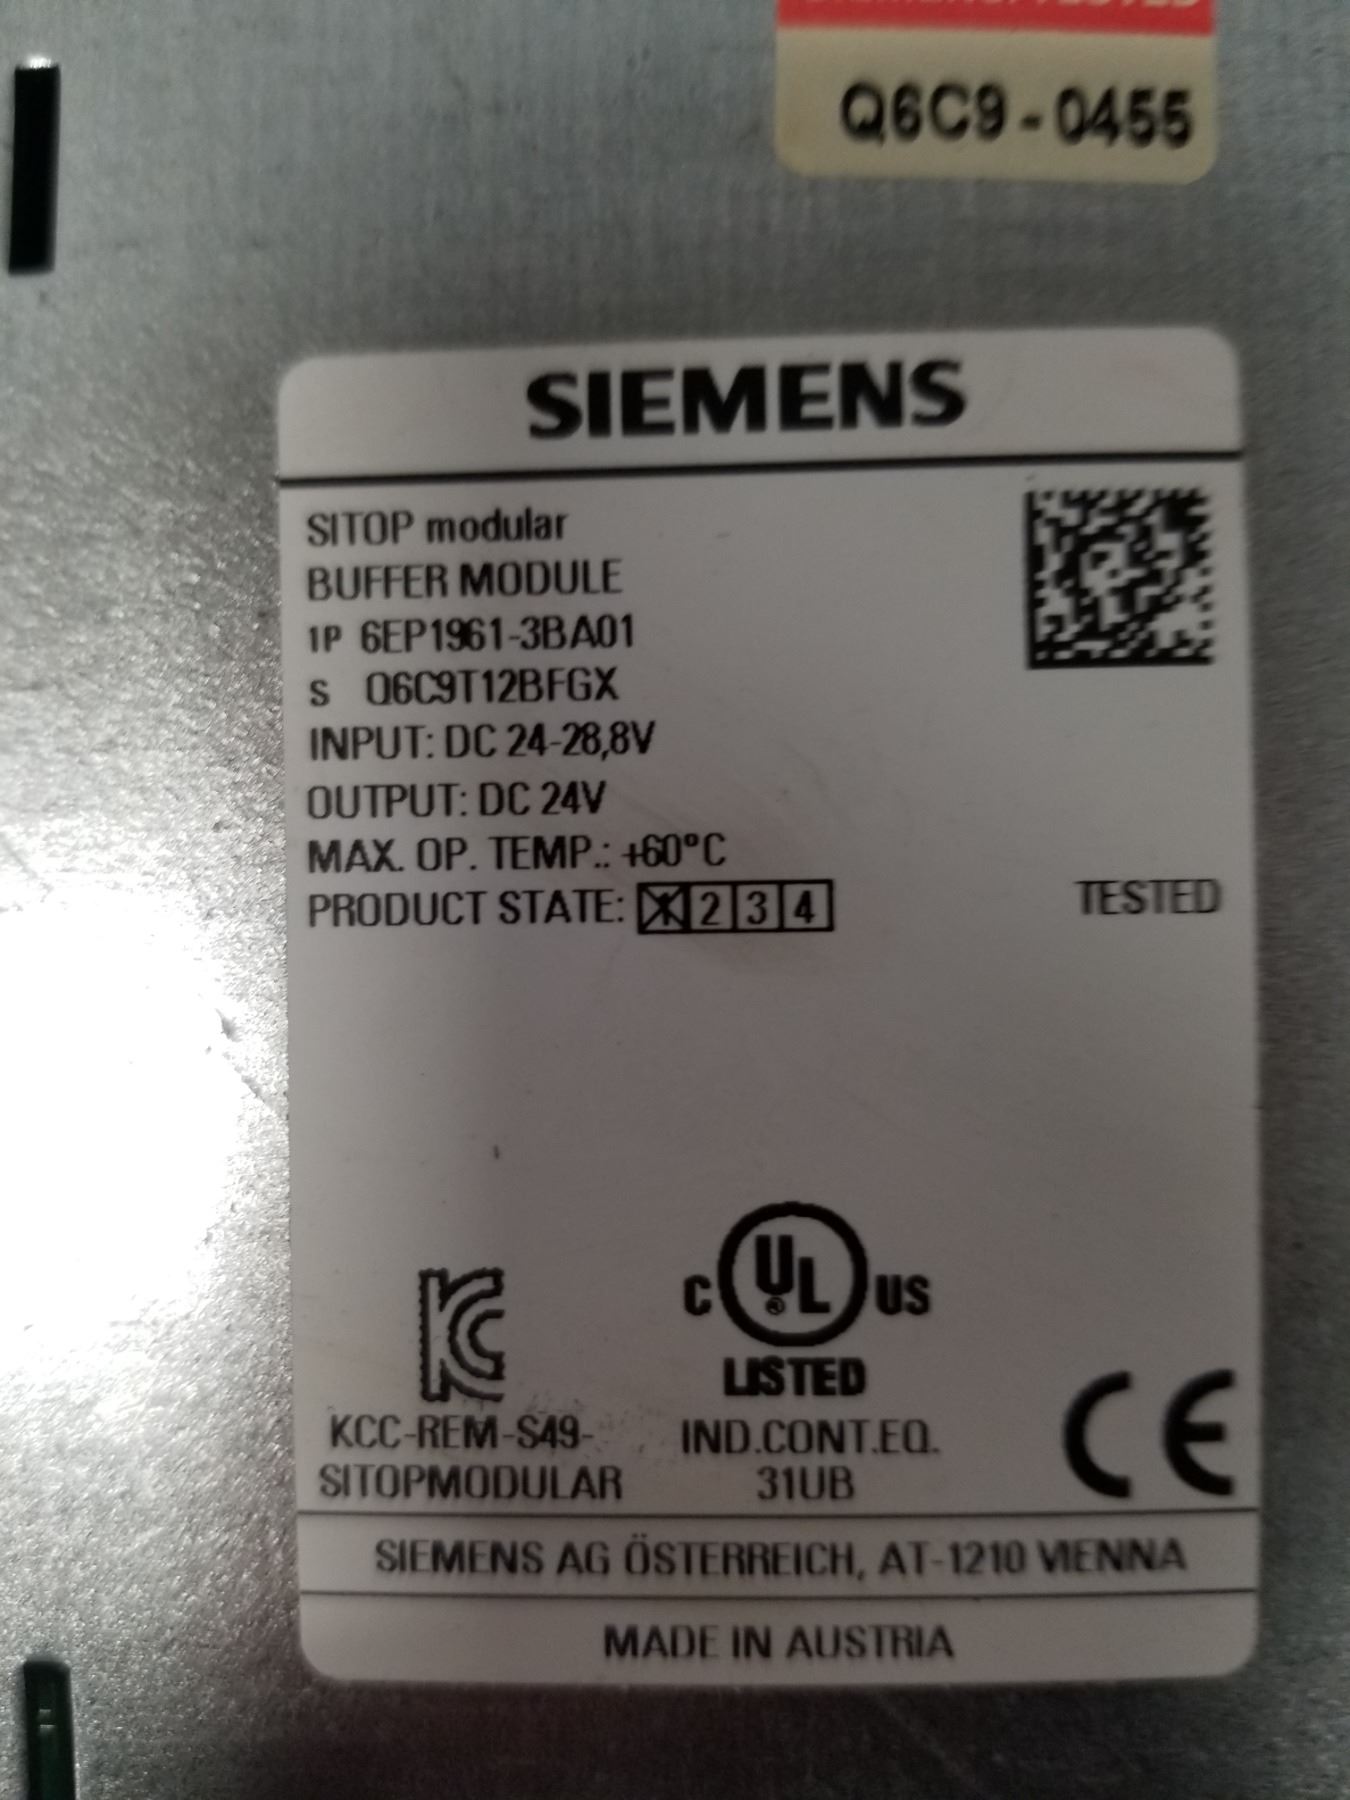 Q6C9-0455
SIEMENS
SITOP modular
BUFFER MODULE
1P 6EP1961-3BA01
S Q6C9T12BFGX
INPUT: DC 24-28,8V
OUTPUT: DC 24V
MAX. OP. TEMP.: +60°C
PRODUCT STATE: X 2 3 4 TESTED
C UL ® US
LISTED
KCC-REM-S49- IND.CONT.EQ.
SITOPMODULAR 31UB
CE
SIEMENS AG ÖSTERREICH, AT-1210 VIENNA
MADE IN AUSTRIA